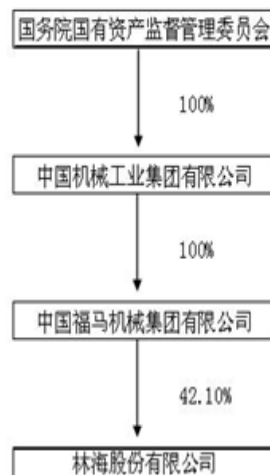 国务院国有资产监督管理委员会
100%
中国机械工业集团有限公司
100%
中国福马机械集团有限公司
42.10%
林海股份有限公司